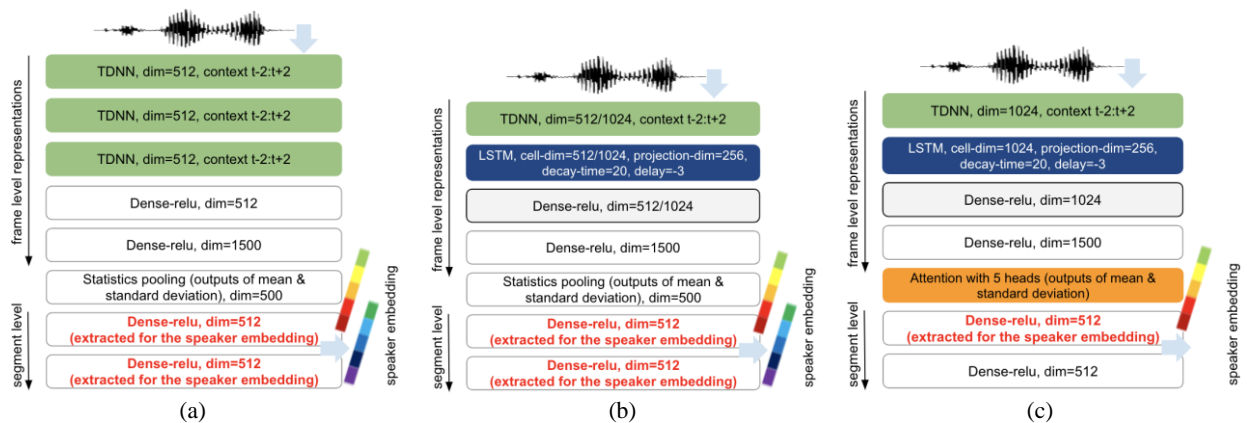 frame level representations
TDNN, dim=512, context t-2:t+2
TDNN, dim=512, context t-2:t+2
TDNN, dim=512, context t-2:t+2
Dense-relu, dim=512
Dense-relu, dim=1500
Statistics pooling (outputs of mean &
standard deviation), dim=500
segment level
Dense-relu, dim=512
(extracted for the speaker embedding)
Dense-relu, dim=512
(extracted for the speaker embedding)
speaker embedding
(a)
frame level representations
TDNN, dim=512/1024, context t-2:t+2
LSTM, cell-dim=512/1024, projection-dim=256,
decay-time=20, delay=-3
Dense-relu, dim=512/1024
Dense-relu, dim=1500
Statistics pooling (outputs of mean &
standard deviation), dim=500
segment level
Dense-relu, dim=512
(extracted for the speaker embedding)
Dense-relu, dim=512
(extracted for the speaker embedding)
speaker embedding
(b)
frame level representations
TDNN, dim=1024, context t-2:t+2
LSTM, cell-dim=1024, projection-dim=256,
decay-time=20, delay=-3
Dense-relu, dim=1024
Dense-relu, dim=1500
Attention with 5 heads (outputs of mean &
standard deviation)
segment level
Dense-relu, dim=512
(extracted for the speaker embedding)
Dense-relu, dim=512
speaker embedding
(c)